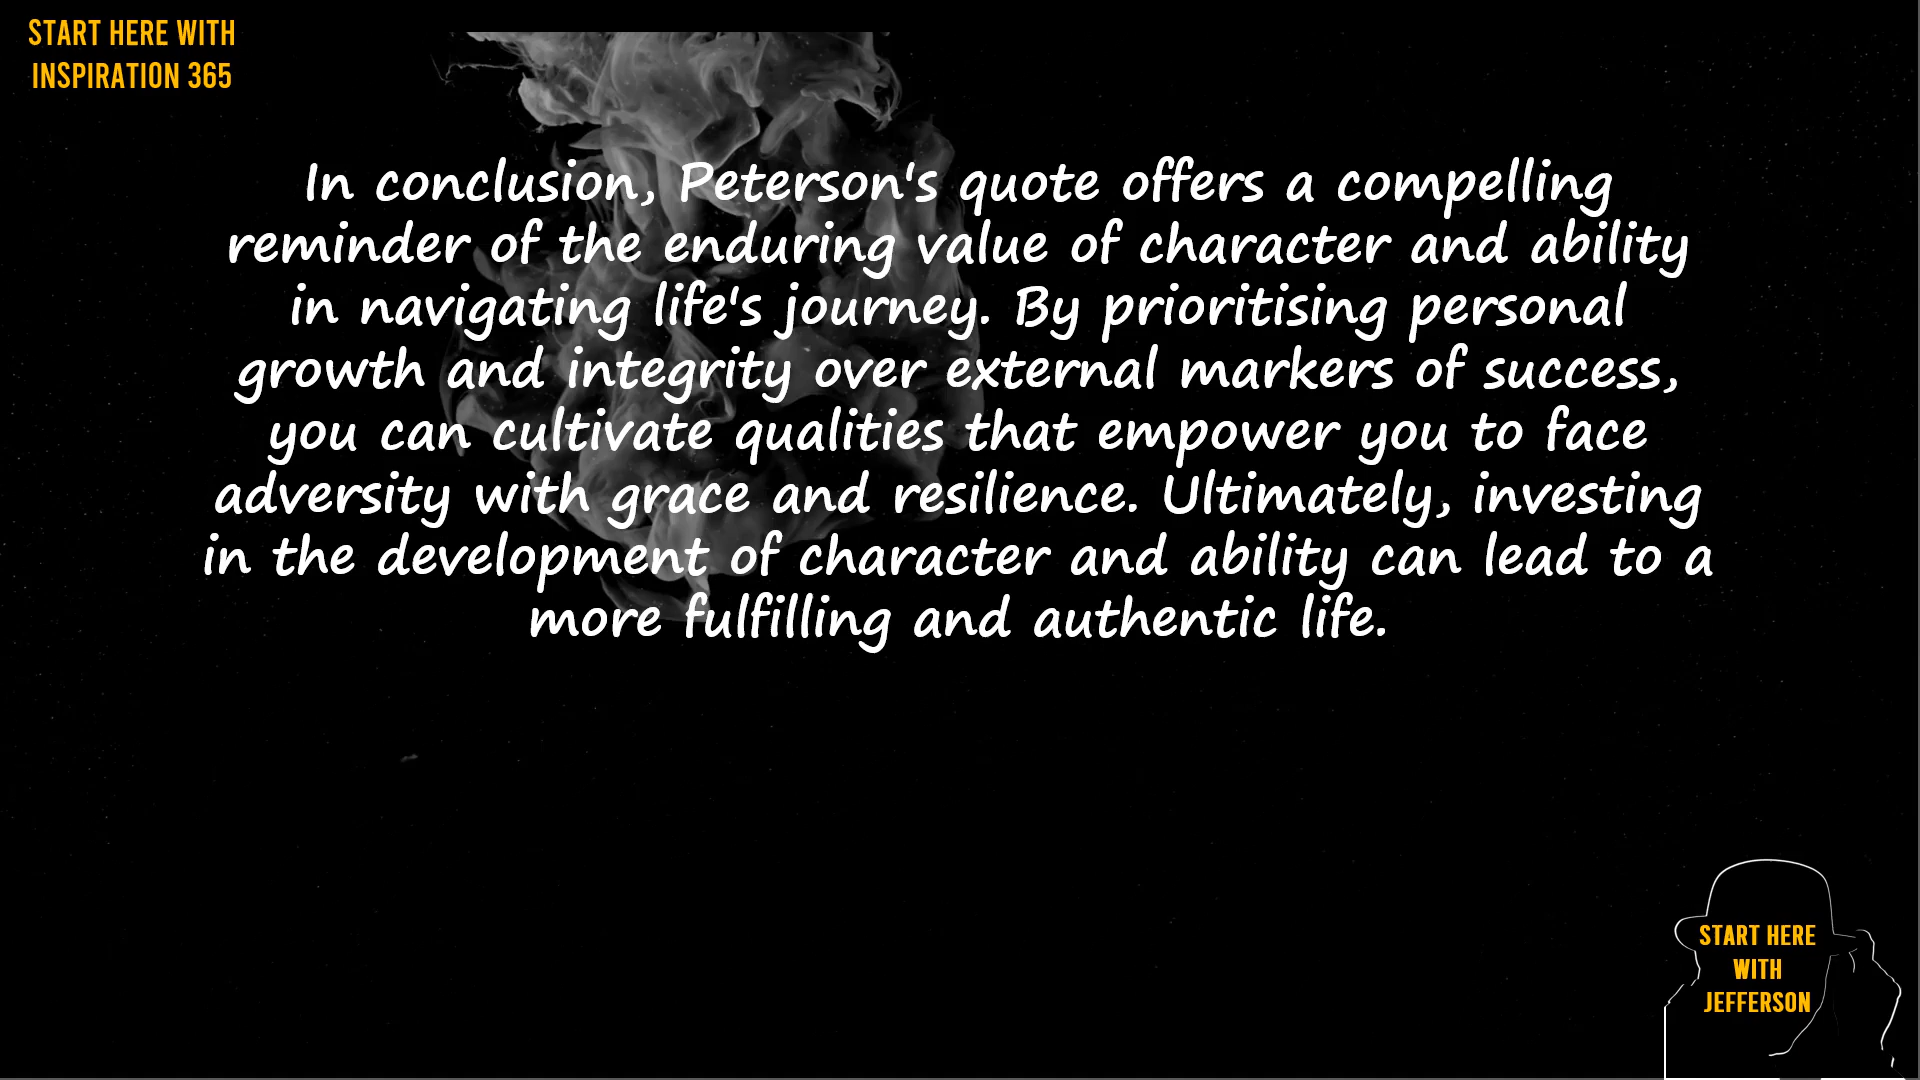 START HERE WITH
INSPIRATION 365
In conclusion, Peterson's quote offers a compelling
reminder of the enduring value of character and ability
in navigating life's journey. By prioritising personal
growth and integrity over external markers of success,
you can cultivate qualities that empower you to face
adversity with grace and resilience. Ultimately, investing
in the development of character and ability can lead to a
more fulfilling and authentic life.
START HERE
WITH
JEFFERSON